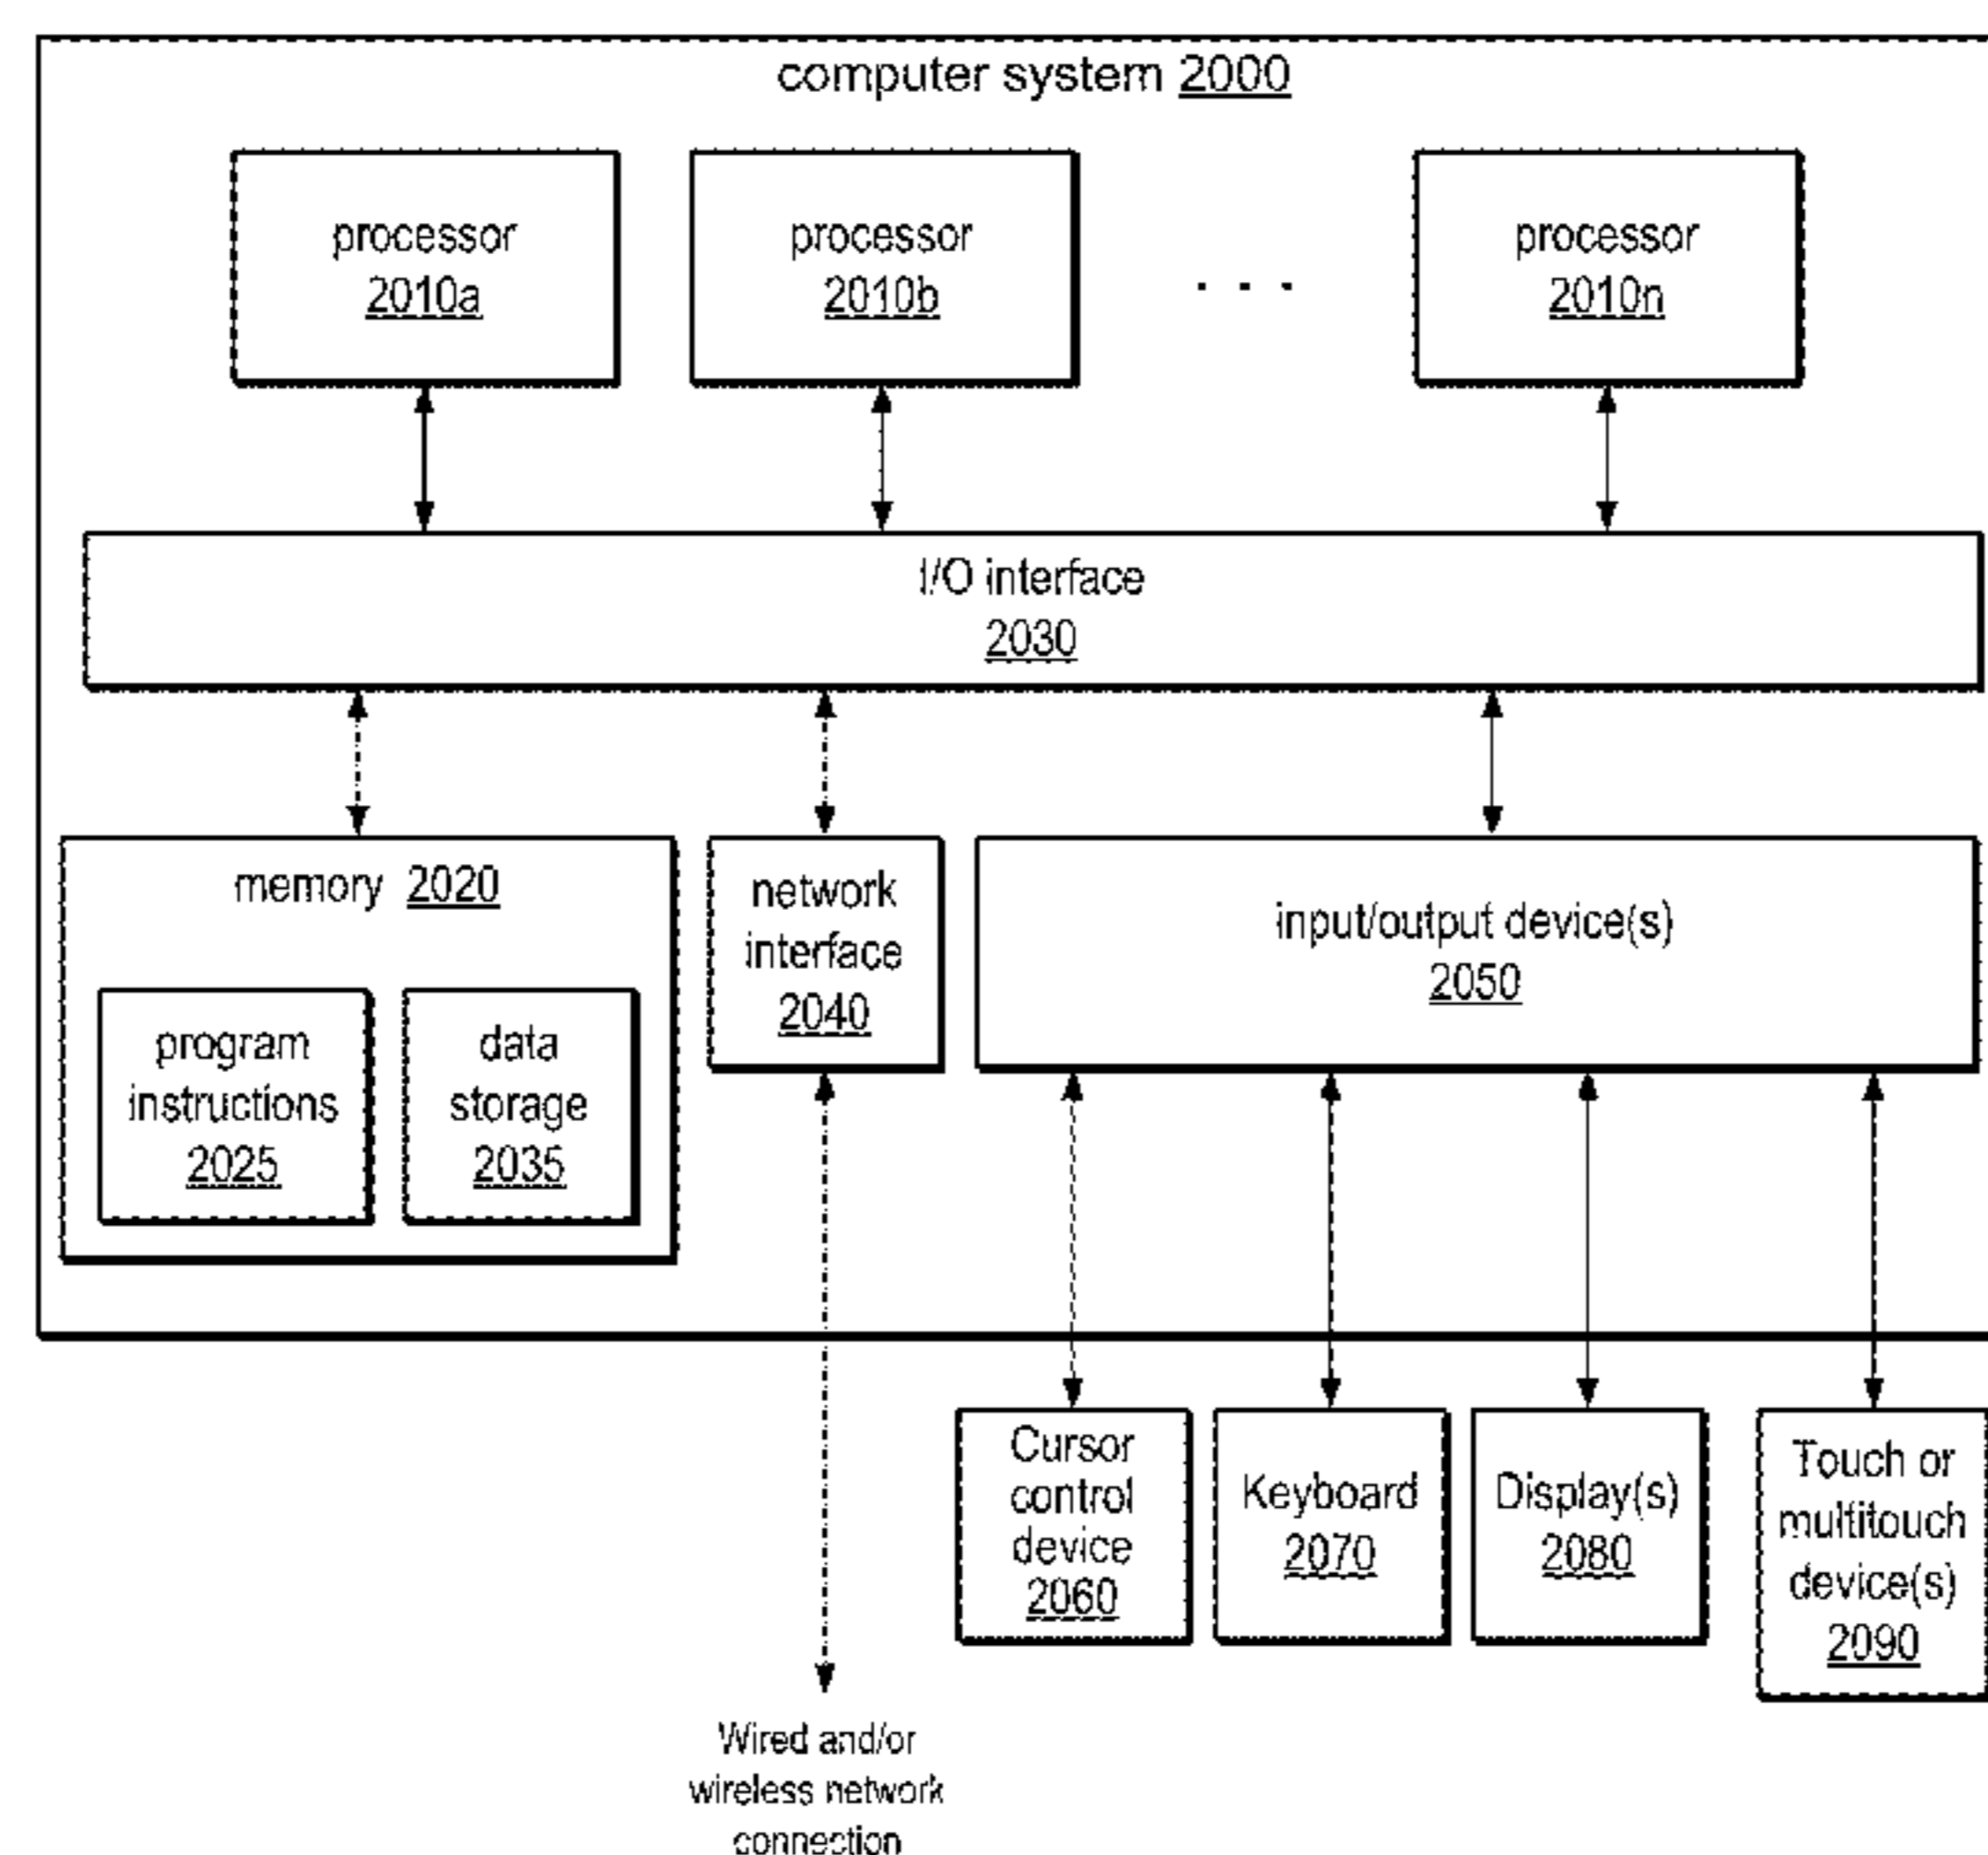 computer system 2000
processor
2010a
processor
2010b
. . .
processor
2010n
I/O interface
2030
memory 2020
program
instructions
2025
data
storage
2035
network
interface
2040
input/output device(s)
2050
Cursor
control
device
2060
Keyboard
2070
Display(s)
2080
Touch or
multitouch
device(s)
2090
Wired and/or
wireless network
connection